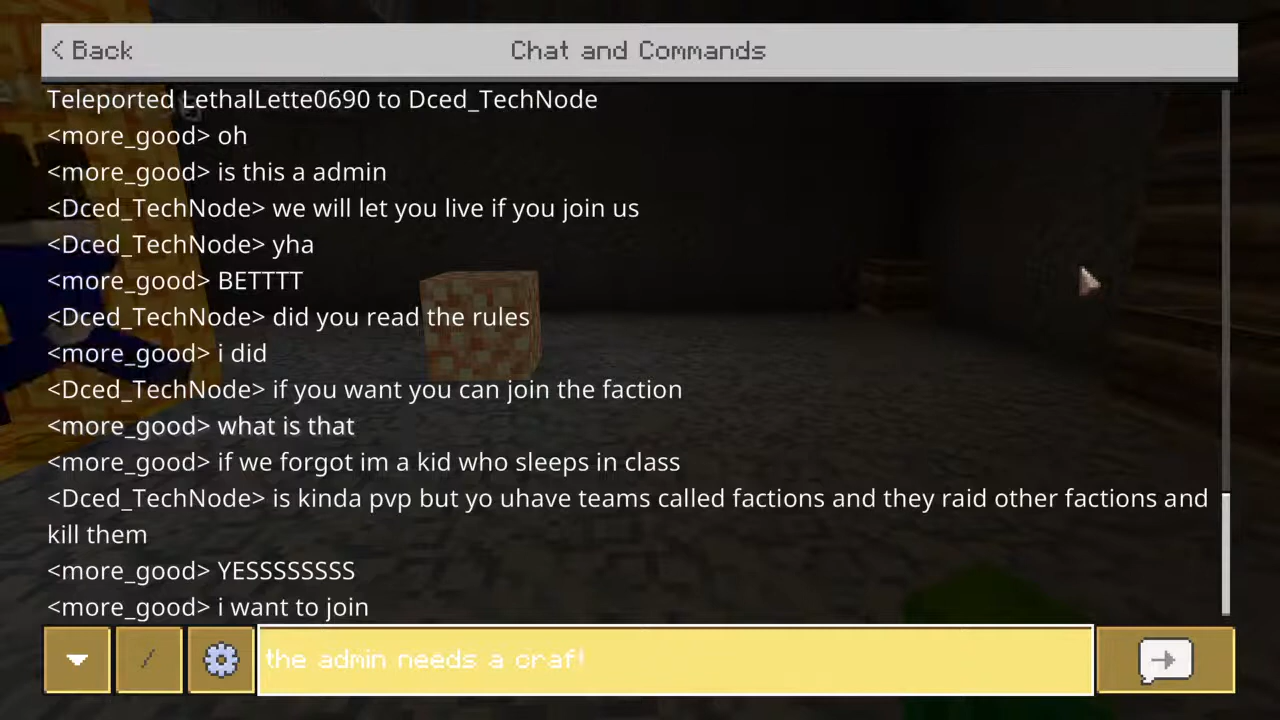 < Back
Chat and Commands
Teleported LethalLette0690 to Dced_TechNode
<more_good> oh
<more_good> is this a admin
<Dced_TechNode> we will let you live if you join us
<Dced_TechNode> yha
<more_good> BETTTT
<Dced_TechNode> did you read the rules
<more_good> i did
<Dced_TechNode> if you want you can join the faction
<more_good> what is that
<more_good> if we forgot im a kid who sleeps in class
<Dced_TechNode> is kinda pvp but yo uhave teams called factions and they raid other factions and
kill them
<more_good> YESSSSSSSS
<more_good> i want to join
/
the admin needs a craf